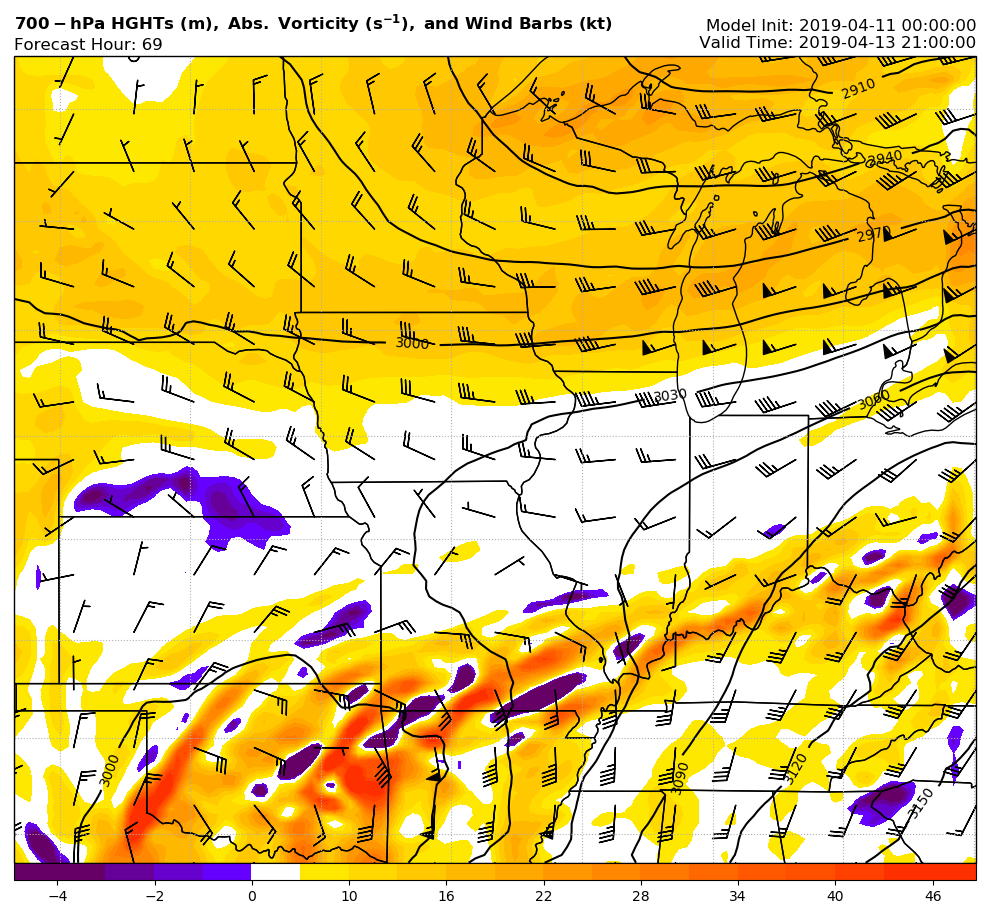 700−hPa HGHTs (m), Abs. Vorticity (s⁻¹), and Wind Barbs (kt)
Model Init: 2019-04-11 00:00:00
Forecast Hour: 69
Valid Time: 2019-04-13 21:00:00
2910
2940
2970
3000
3030
3060
3000
3090
3120
3150
−4 −2 0 10 16 22 28 34 40 46